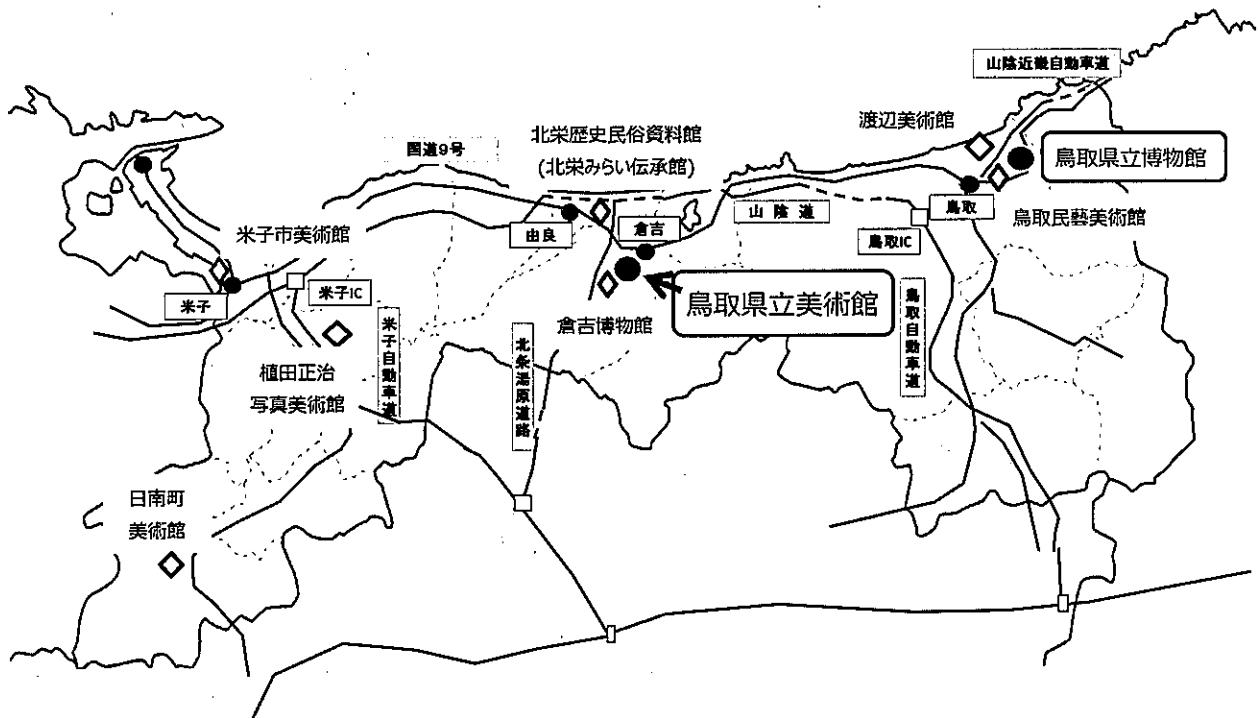 山陰近畿自動車道
渡辺美術館
北栄歴史民俗資料館
(北栄みらい伝承館)
国道9号
鳥取県立博物館
鳥取
鳥取民藝美術館
山陰道
鳥取IC
由良
倉吉
米子市美術館
米子
米子IC
鳥取県立美術館
倉吉博物館
植田正治
写真美術館
米子自動車道
北条湯原道路
鳥取自動車道
日南町
美術館